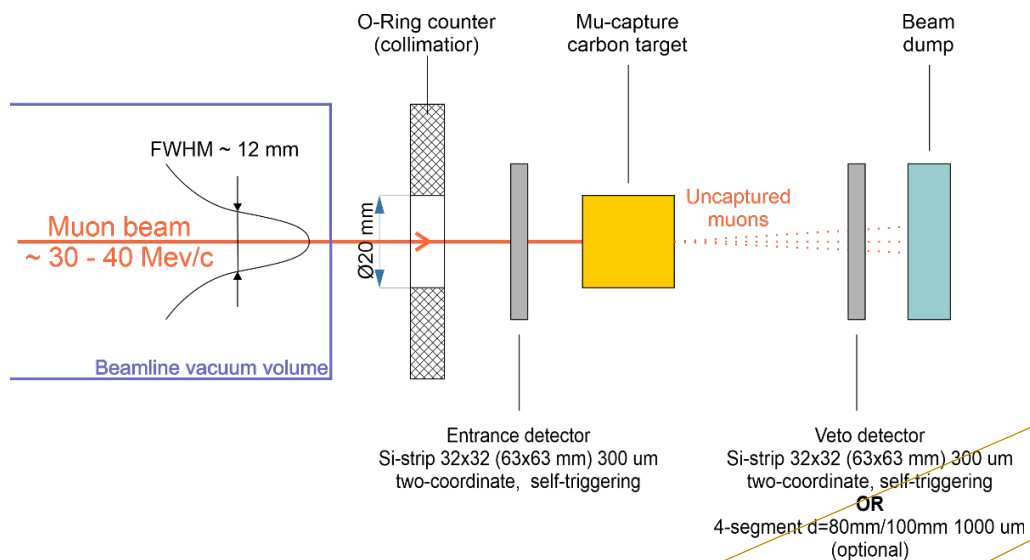 O-Ring counter
(collimatior)
Mu-capture
carbon target
Beam
dump
FWHM ~ 12 mm
Muon beam
~ 30 - 40 Mev/c
Ø20 mm
Uncaptured
muons
Beamline vacuum volume
Entrance detector
Si-strip 32x32 (63x63 mm) 300 um
two-coordinate, self-triggering
Veto detector
Si-strip 32x32 (63x63 mm) 300 um
two-coordinate, self-triggering
OR
4-segment d=80mm/100mm 1000 um
(optional)